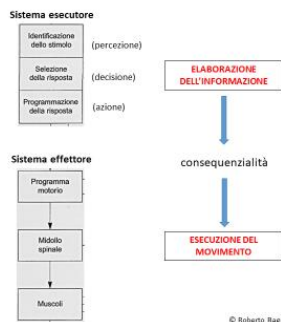 Sistema esecutore
Identificazione
dello stimolo
(percezione)
Selezione
della risposta
(decisione)
Programmazione
della risposta
(azione)
Sistema effettore
Programma
motorio
Midollo
spinale
Muscoli
ELABORAZIONE
DELL'INFORMAZIONE
consequenzialità
ESECUZIONE DEL
MOVIMENTO
© Roberto Bag